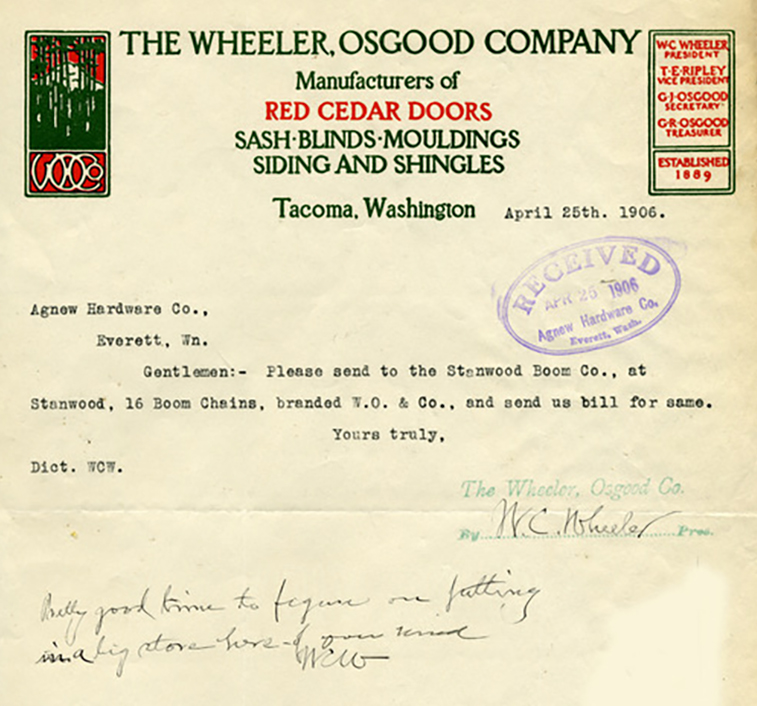 THE WHEELER, OSGOOD COMPANY
Manufacturers of
RED CEDAR DOORS
SASH·BLINDS·MOULDINGS
SIDING AND SHINGLES
Tacoma, Washington
WOCo
W·C·WHEELER
PRESIDENT
T·E·RIPLEY
VICE PRESIDENT
G·J·OSGOOD
SECRETARY
G·R·OSGOOD
TREASURER
ESTABLISHED
1889
April 25th. 1906.
RECEIVED
APR 25 1906
Agnew Hardware Co.
Everett, Wash.
Agnew Hardware Co.,
Everett, Wn.
Gentlemen:- Please send to the Stanwood Boom Co., at
Stanwood, 16 Boom Chains, branded W.O. & Co., and send us bill for same.
Yours truly,
Dict. WCW.
The Wheeler, Osgood Co.
By W.C. Wheeler Pres.
Pretty good time to figure on putting
in a big store here if your mind
WCW